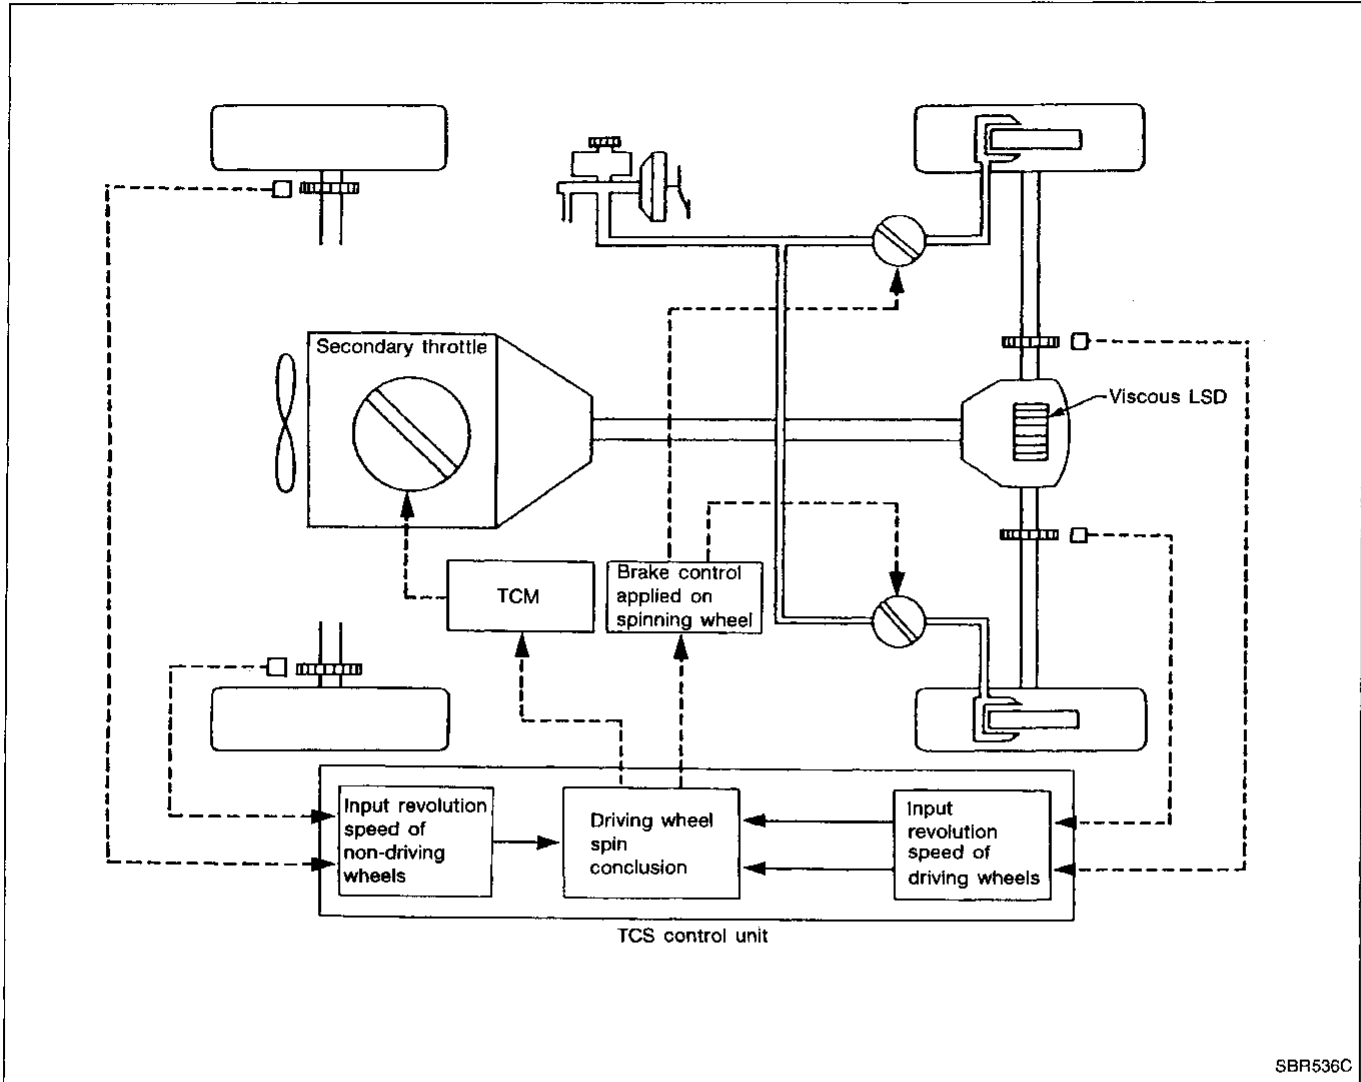 Secondary throttle
Viscous LSD
TCM
Brake control
applied on
spinning wheel
Input revolution
speed of
non-driving
wheels
Driving wheel
spin
conclusion
Input
revolution
speed of
driving wheels
TCS control unit
SBR536C